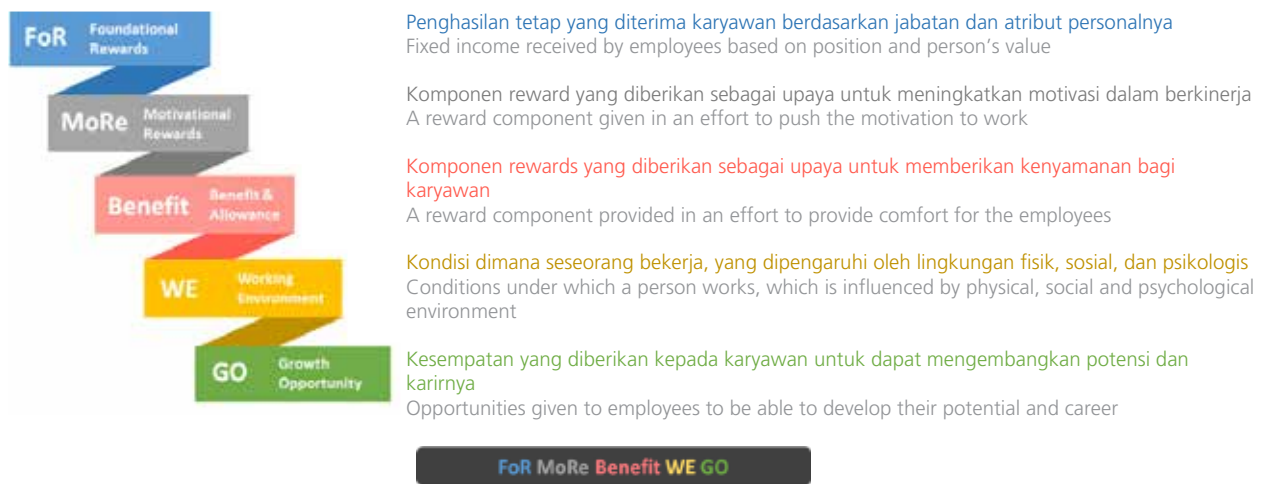 FoR Foundational
Rewards
Penghasilan tetap yang diterima karyawan berdasarkan jabatan dan atribut personalnya
Fixed income received by employees based on position and person's value
MoRe Motivational
Rewards
Komponen reward yang diberikan sebagai upaya untuk meningkatkan motivasi dalam berkinerja
A reward component given in an effort to push the motivation to work
Benefit Benefit &
Allowance
Komponen rewards yang diberikan sebagai upaya untuk memberikan kenyamanan bagi
karyawan
A reward component provided in an effort to provide comfort for the employees
WE Working
Environment
Kondisi dimana seseorang bekerja, yang dipengaruhi oleh lingkungan fisik, sosial, dan psikologis
Conditions under which a person works, which is influenced by physical, social and psychological
environment
GO Growth
Opportunity
Kesempatan yang diberikan kepada karyawan untuk dapat mengembangkan potensi dan
karirnya
Opportunities given to employees to be able to develop their potential and career
FoR MoRe Benefit WE GO